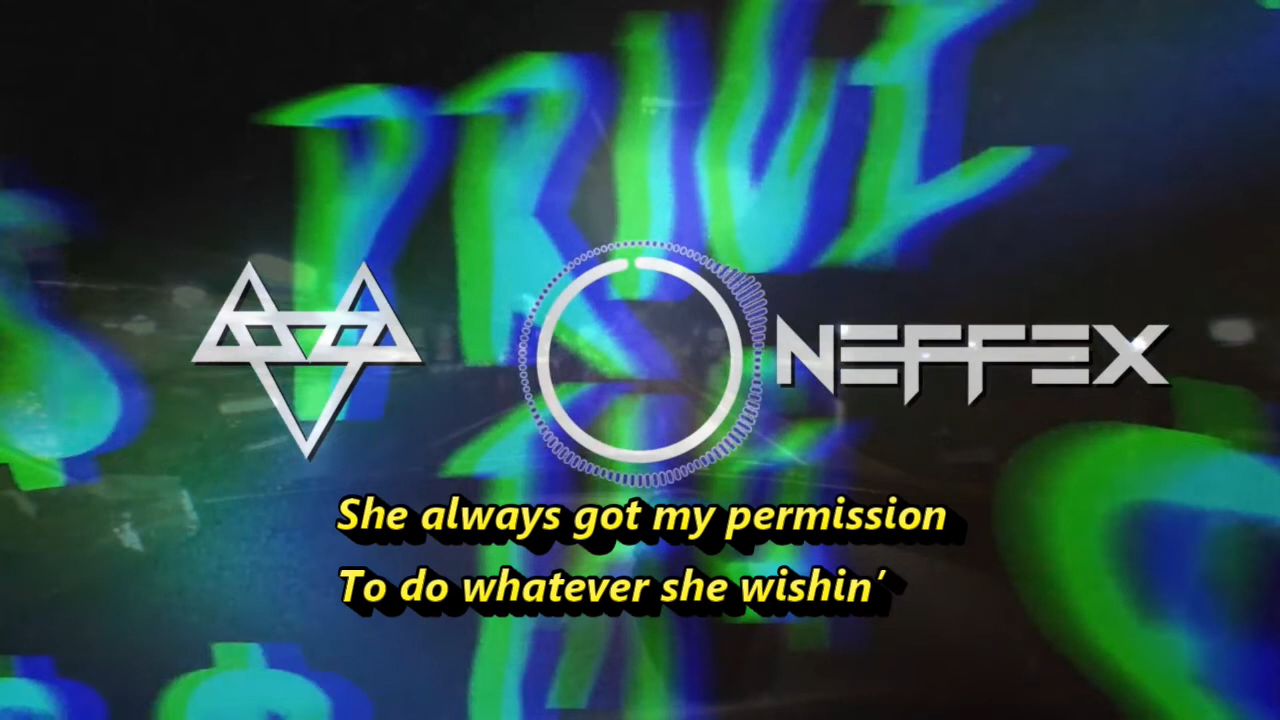 NEFFEX
She always got my permission
To do whatever she wishin'